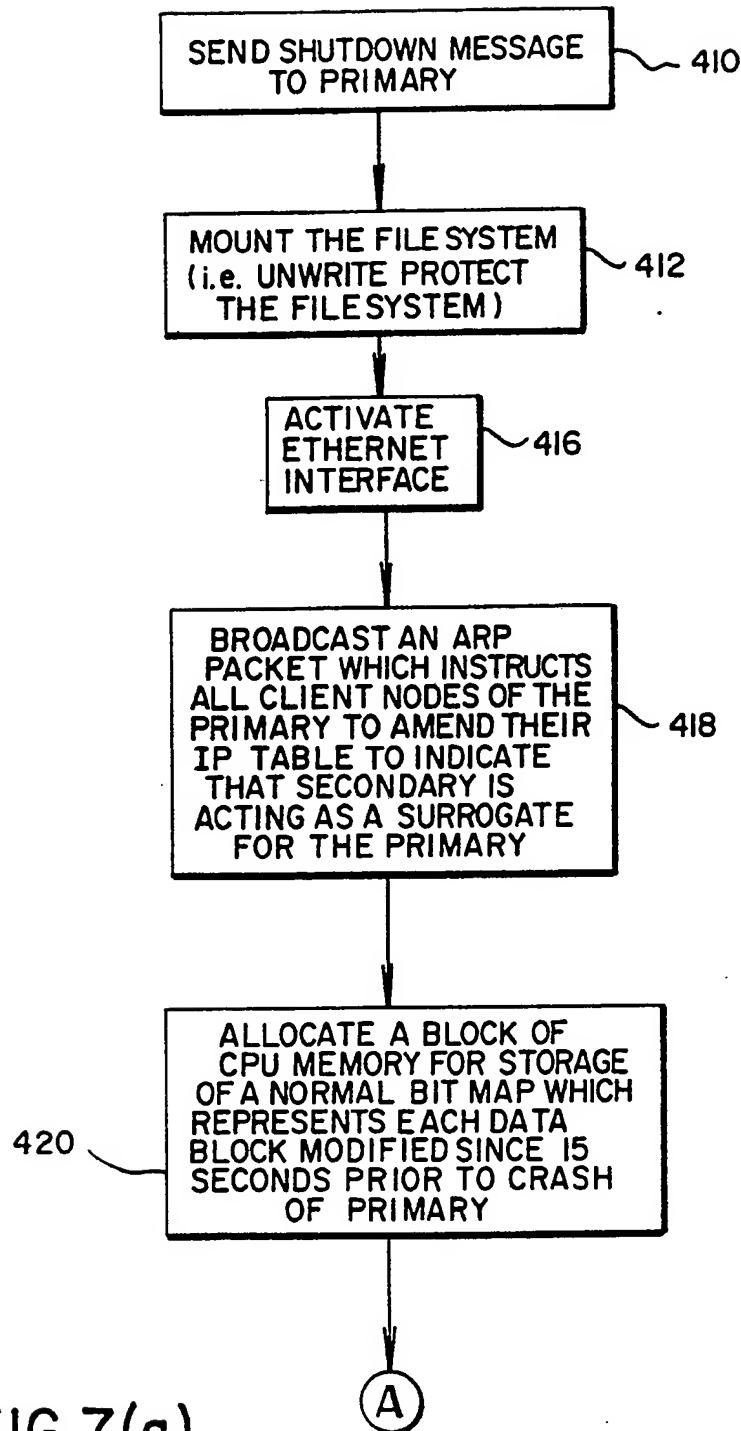 SEND SHUTDOWN MESSAGE
TO PRIMARY
410
MOUNT THE FILE SYSTEM
(i.e. UNWRITE PROTECT
THE FILESYSTEM)
412
ACTIVATE
ETHERNET
INTERFACE
416
BROADCAST AN ARP
PACKET WHICH INSTRUCTS
ALL CLIENT NODES OF THE
PRIMARY TO AMEND THEIR
IP TABLE TO INDICATE
THAT SECONDARY IS
ACTING AS A SURROGATE
FOR THE PRIMARY
418
ALLOCATE A BLOCK OF
CPU MEMORY FOR STORAGE
OF A NORMAL BIT MAP WHICH
REPRESENTS EACH DATA
BLOCK MODIFIED SINCE 15
SECONDS PRIOR TO CRASH
OF PRIMARY
420
A
FIG. 7(a)